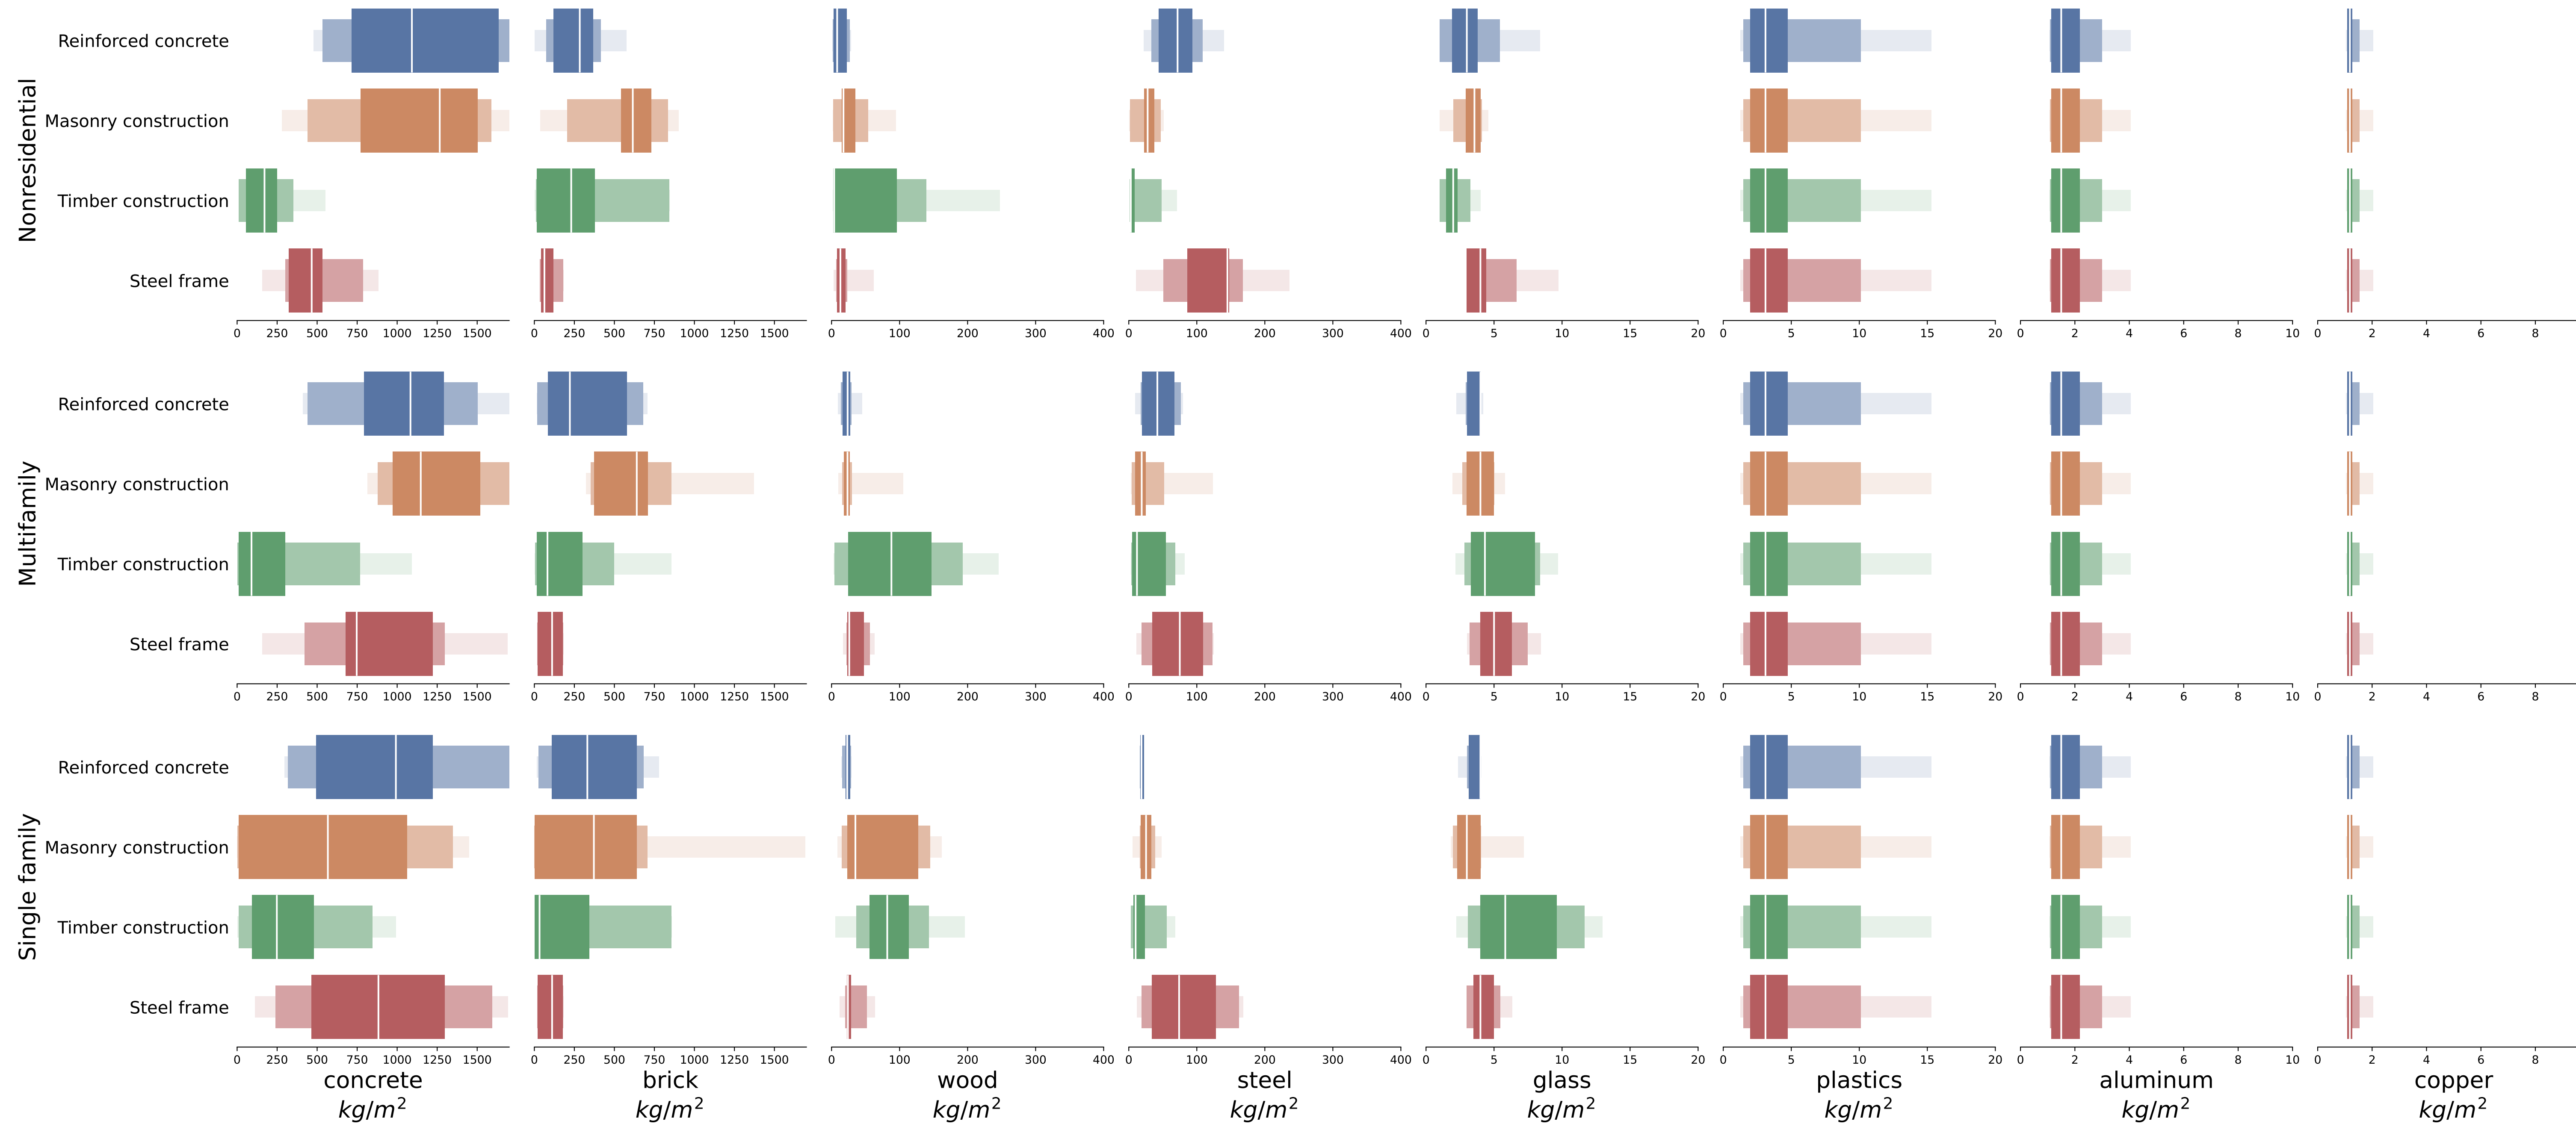 Nonresidential
Reinforced concrete
Masonry construction
Timber construction
Steel frame
0 250 500 750 1000 1250 1500
0 250 500 750 1000 1250 1500
0 100 200 300 400
0 100 200 300 400
0 5 10 15 20
0 5 10 15 20
0 2 4 6 8 10
0 2 4 6 8
Multifamily
Reinforced concrete
Masonry construction
Timber construction
Steel frame
0 250 500 750 1000 1250 1500
0 250 500 750 1000 1250 1500
0 100 200 300 400
0 100 200 300 400
0 5 10 15 20
0 5 10 15 20
0 2 4 6 8 10
0 2 4 6 8
Single family
Reinforced concrete
Masonry construction
Timber construction
Steel frame
0 250 500 750 1000 1250 1500
0 250 500 750 1000 1250 1500
0 100 200 300 400
0 100 200 300 400
0 5 10 15 20
0 5 10 15 20
0 2 4 6 8 10
0 2 4 6 8
concrete
kg/m²
brick
kg/m²
wood
kg/m²
steel
kg/m²
glass
kg/m²
plastics
kg/m²
aluminum
kg/m²
copper
kg/m²